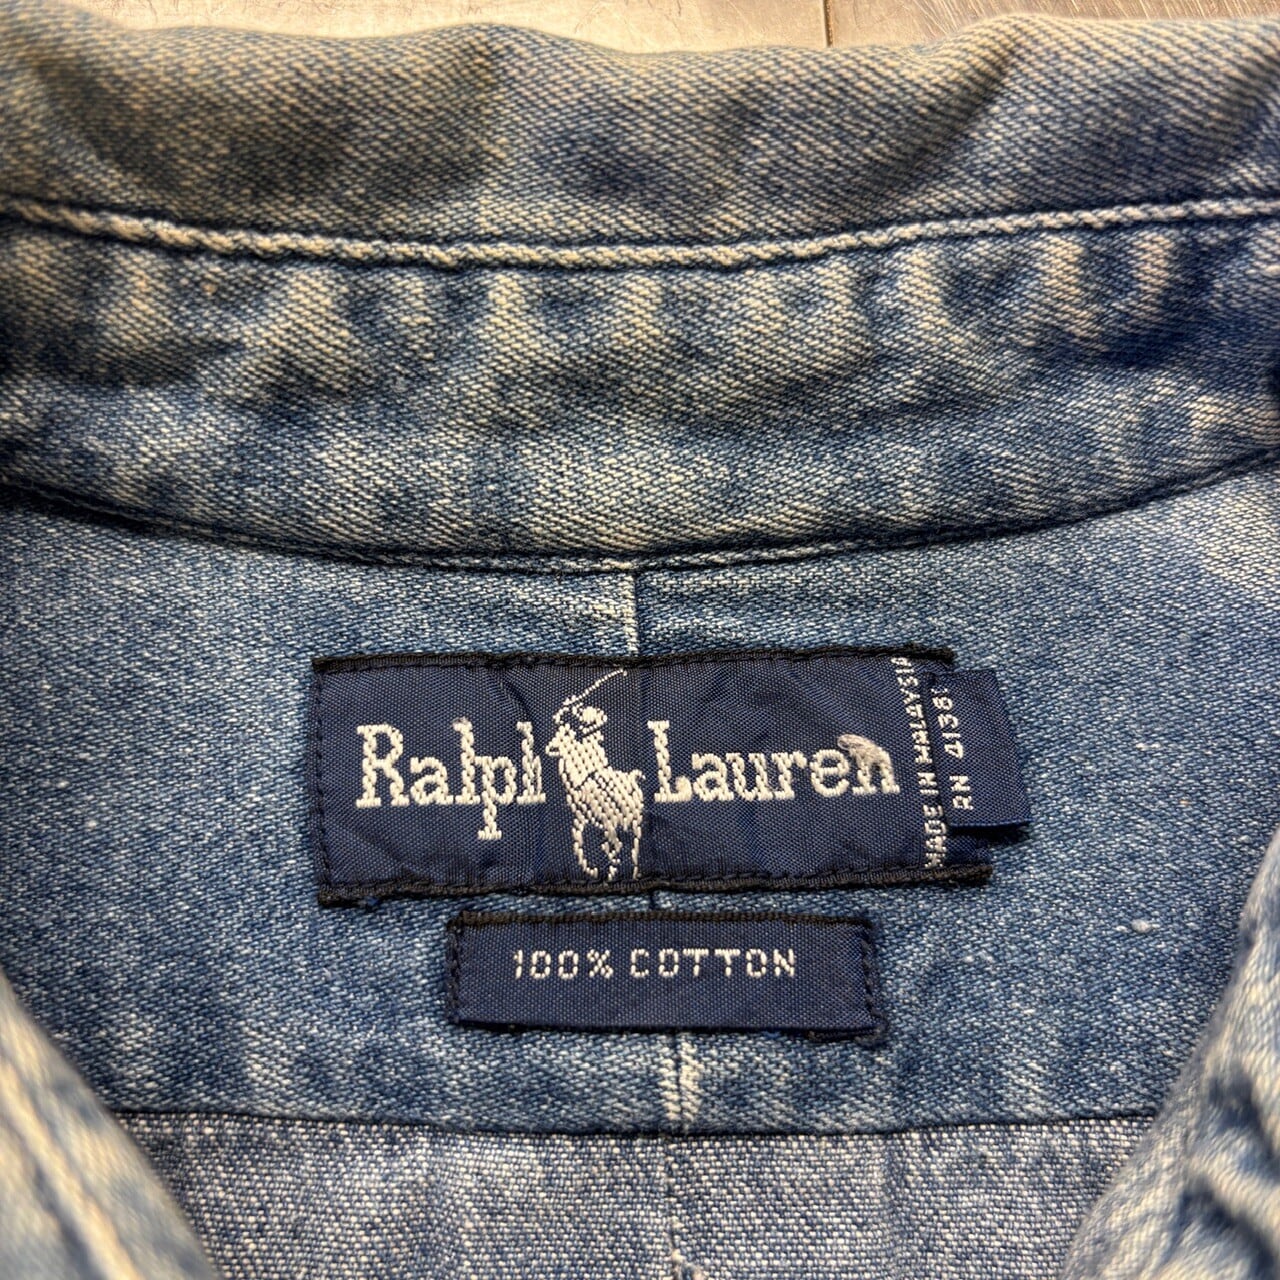 Ralph Lauren
MADE IN MALAYSIA
RN 41381
100% COTTON